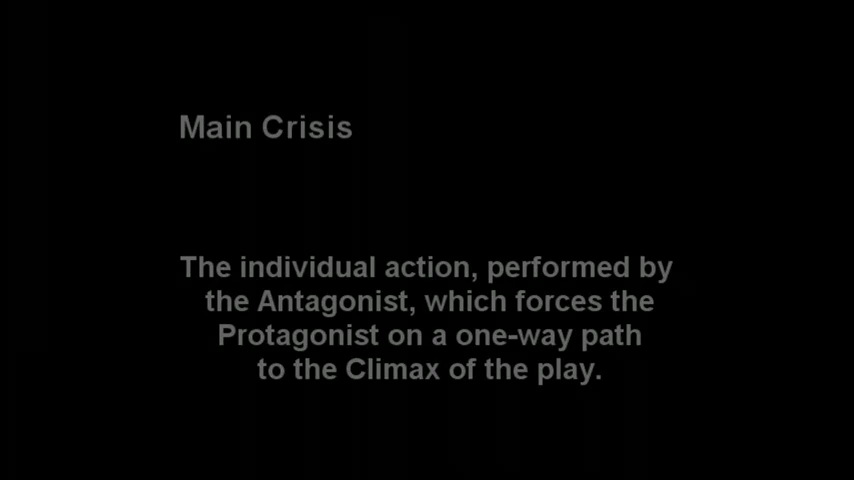 Main Crisis
The individual action, performed by
the Antagonist, which forces the
Protagonist on a one-way path
to the Climax of the play.